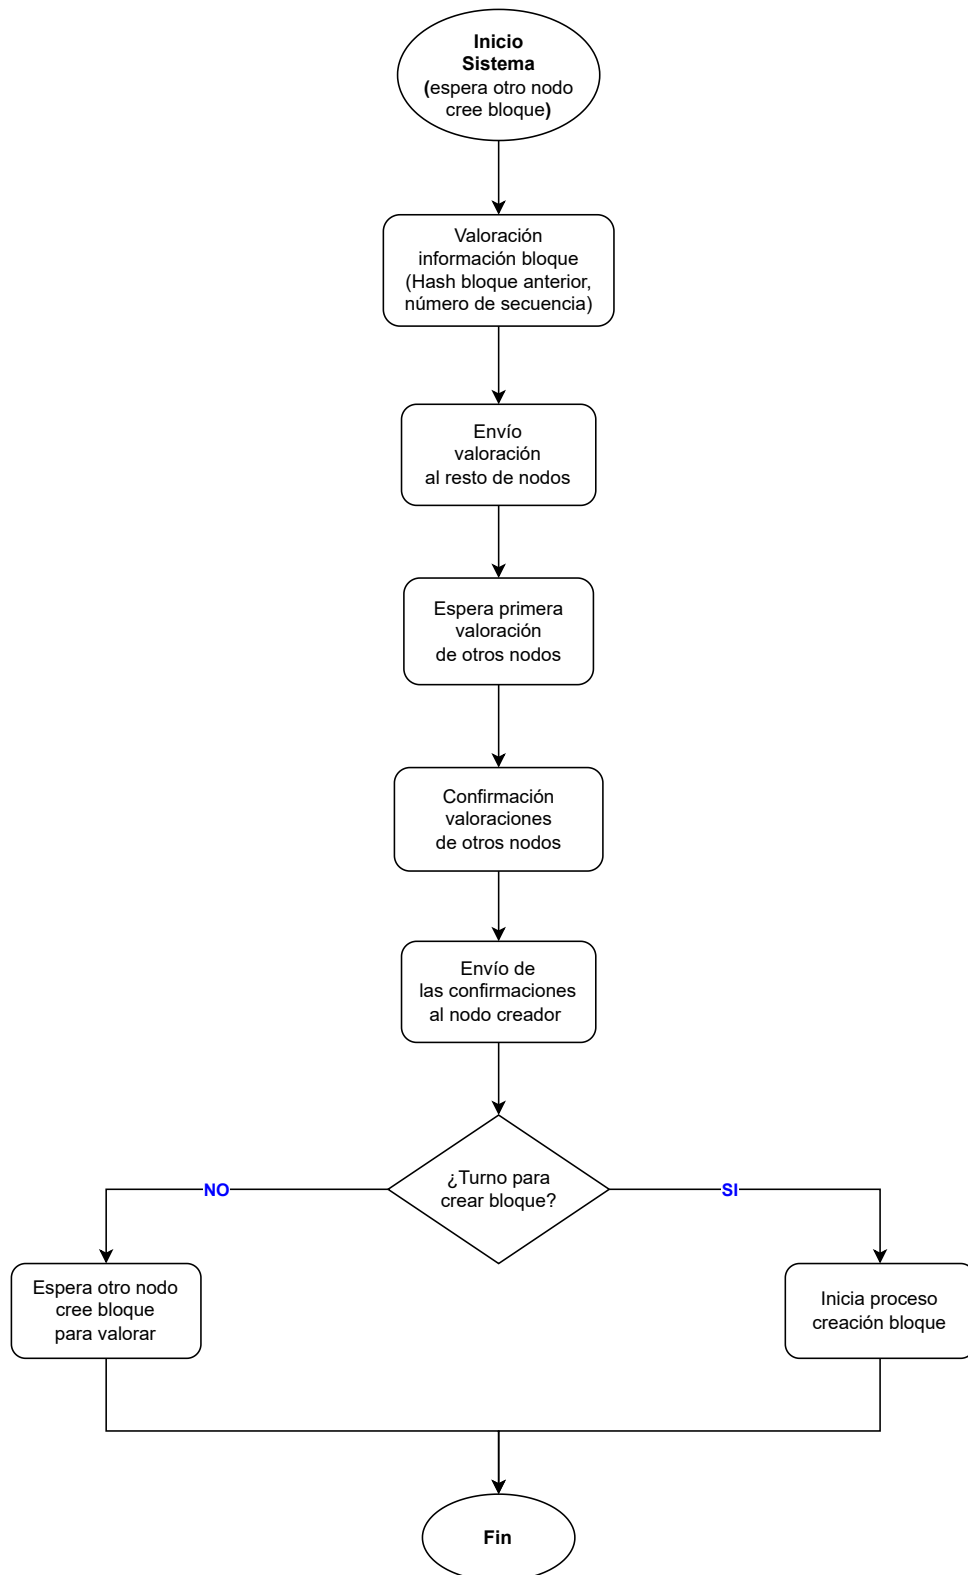 Inicio
Sistema
(espera otro nodo
cree bloque)
Valoración
información bloque
(Hash bloque anterior,
número de secuencia)
Envío
valoración
al resto de nodos
Espera primera
valoración
de otros nodos
Confirmación
valoraciones
de otros nodos
Envío de
las confirmaciones
al nodo creador
¿Turno para
crear bloque?
NO
SI
Espera otro nodo
cree bloque
para valorar
Inicia proceso
creación bloque
Fin